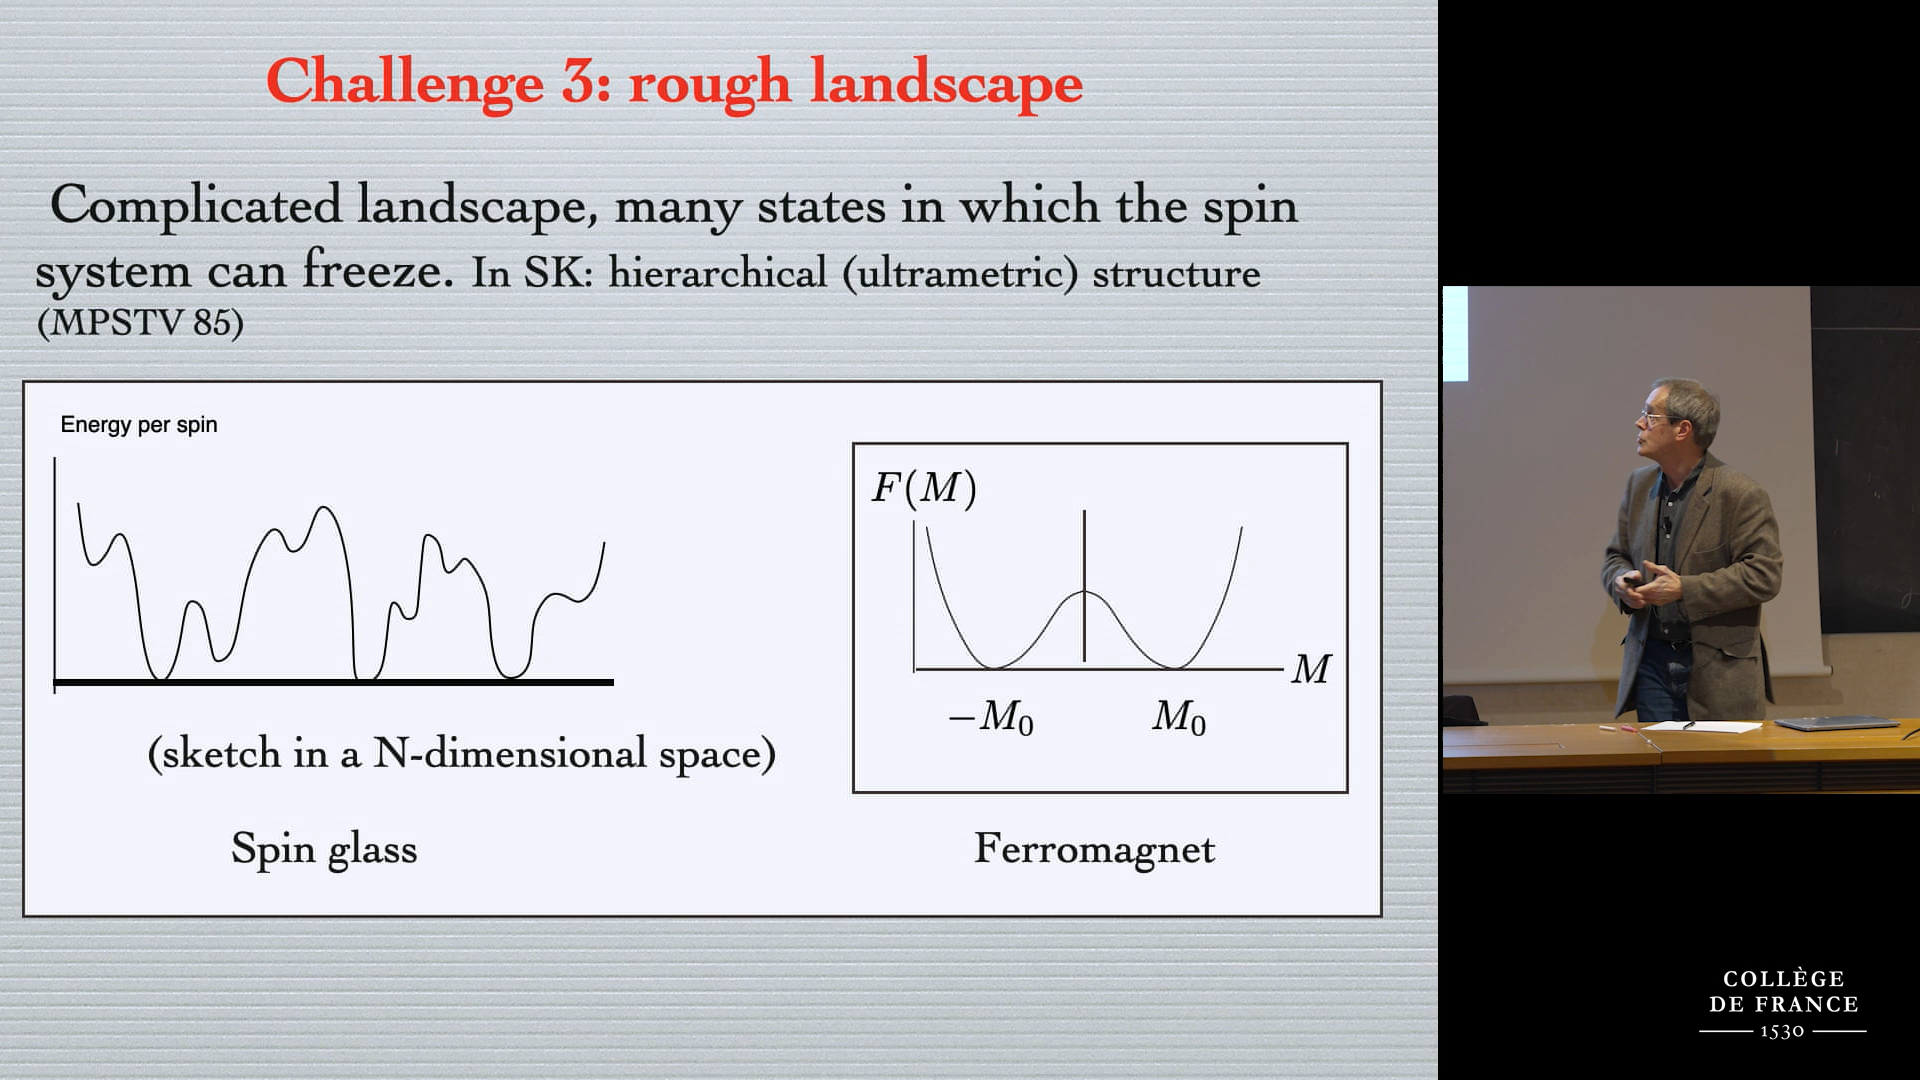 Challenge 3: rough landscape
Complicated landscape, many states in which the spin
system can freeze. In SK: hierarchical (ultrametric) structure
(MPSTV 85)
Energy per spin
F(M)
M
−M₀
M₀
(sketch in a N-dimensional space)
Spin glass
Ferromagnet
COLLÈGE
DE FRANCE
1530